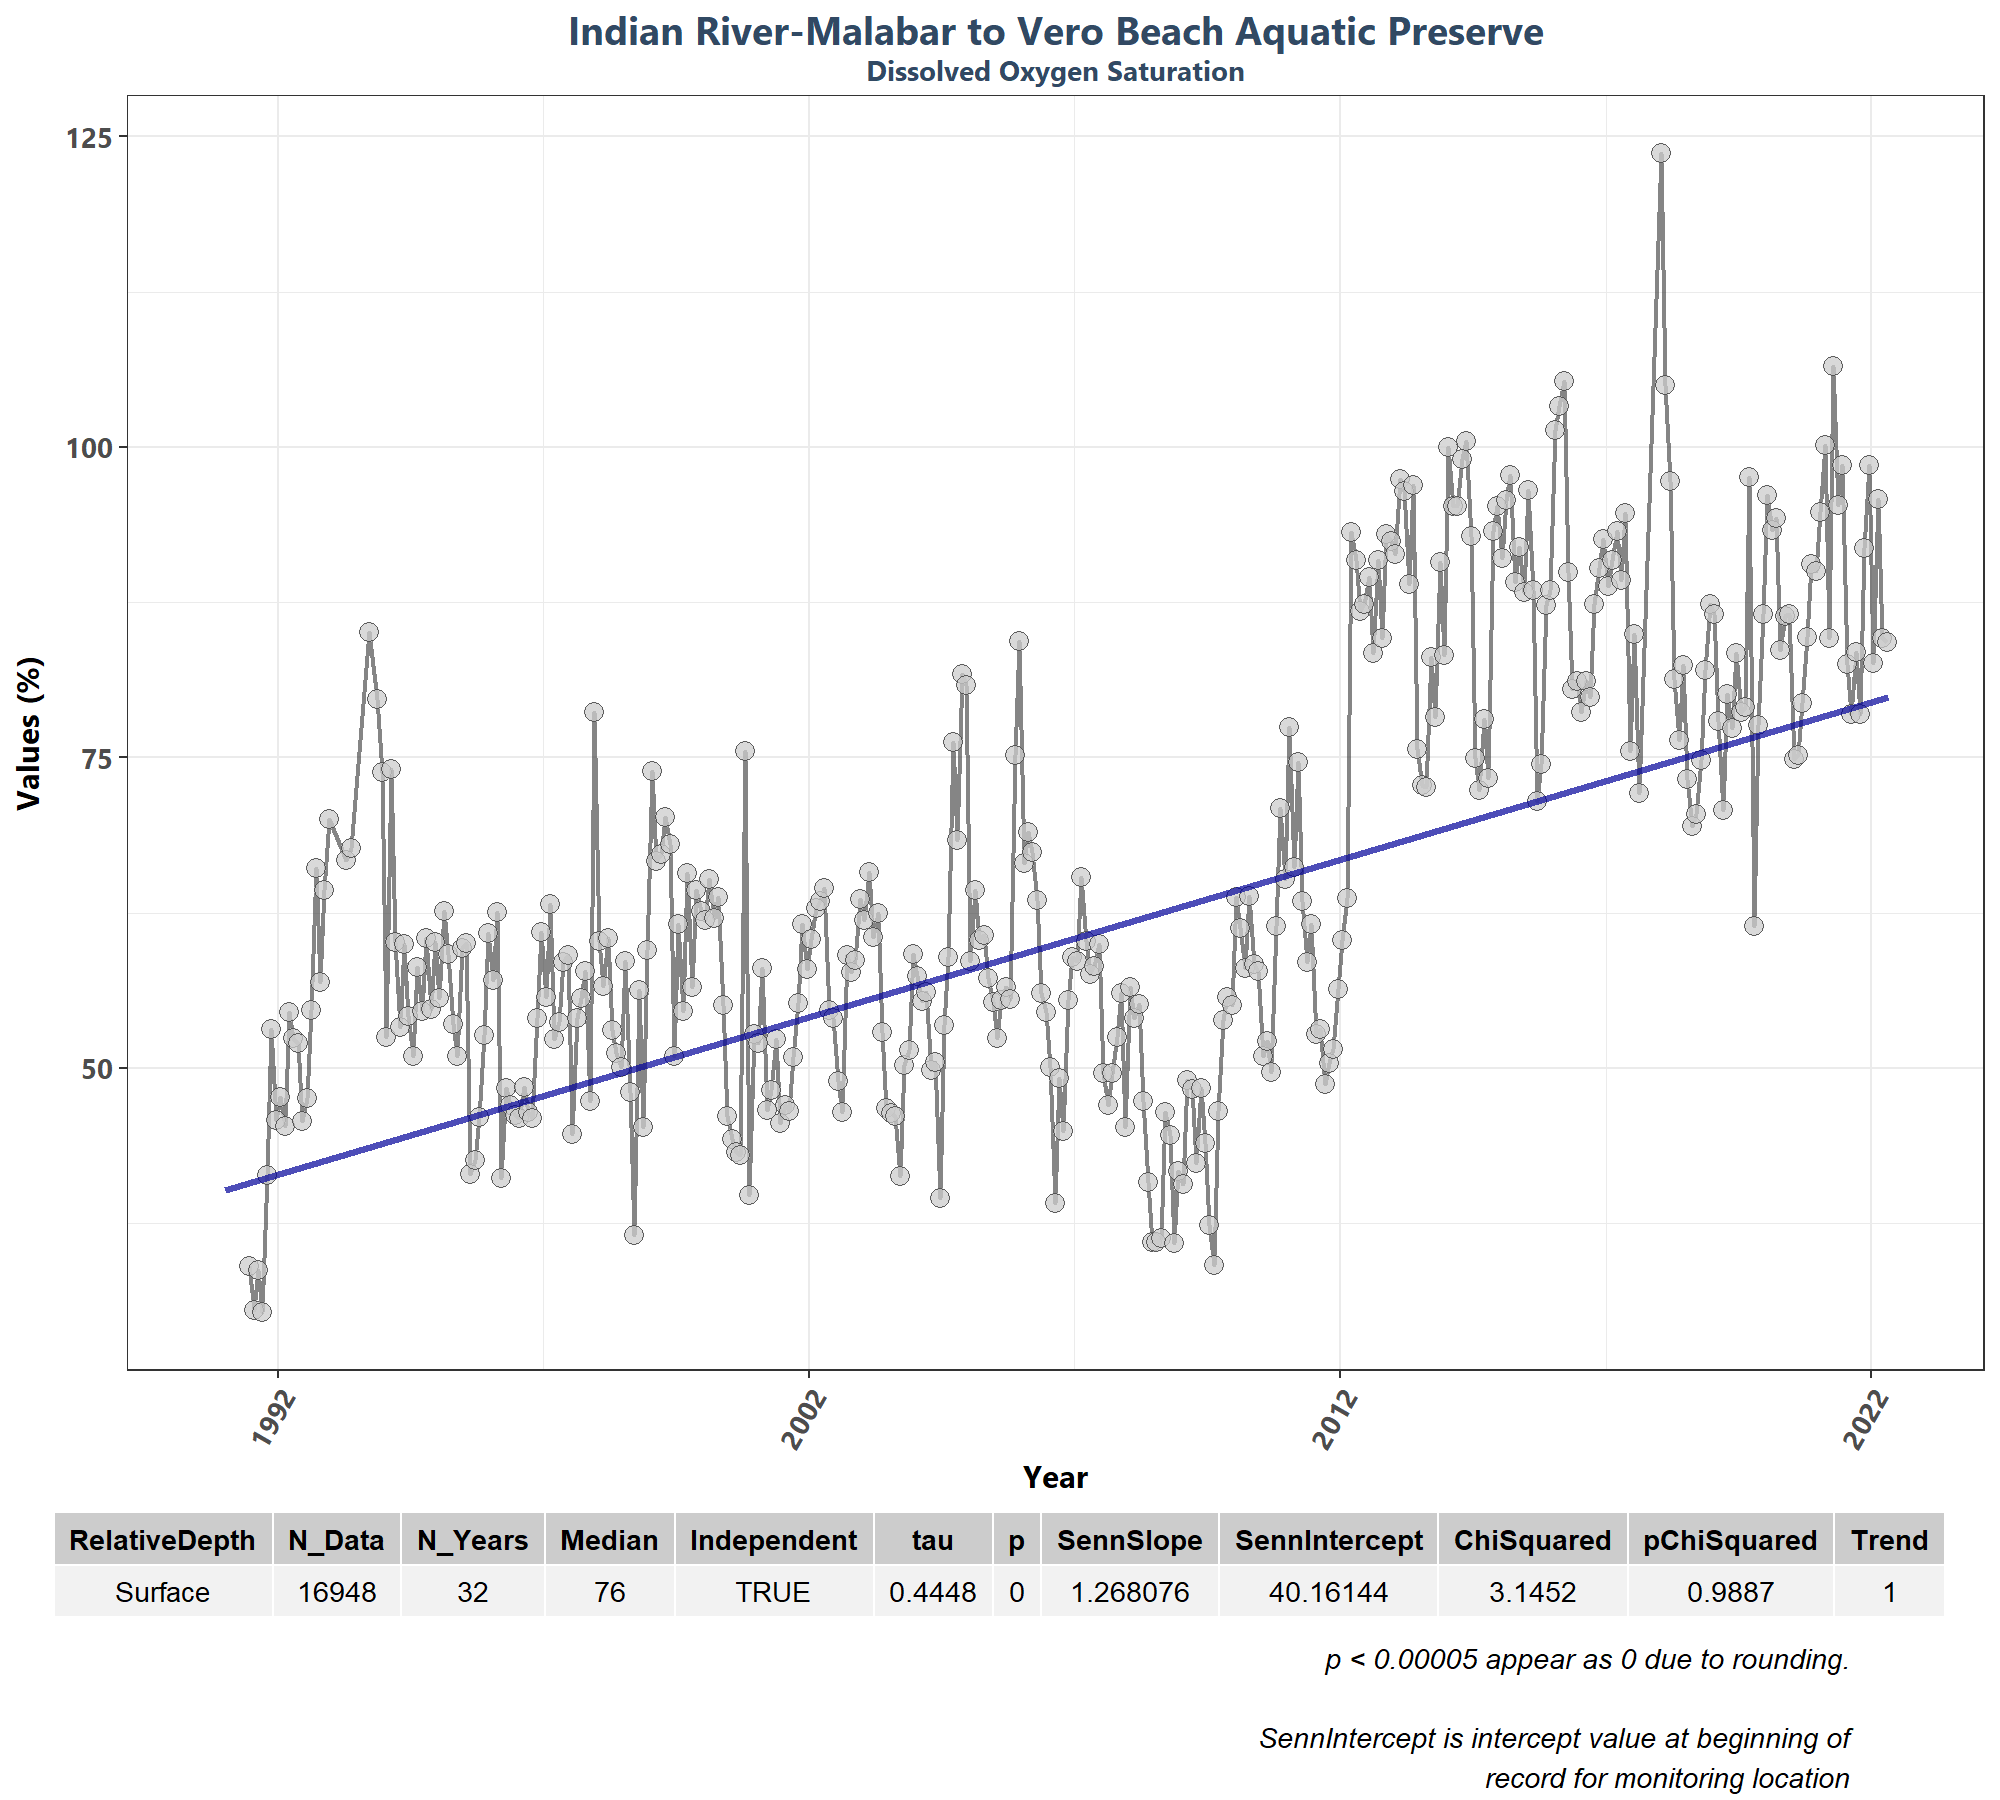 Indian River-Malabar to Vero Beach Aquatic Preserve
Dissolved Oxygen Saturation
Values (%)
125
100
75
50
1992
2002
2012
2022
Year
RelativeDepth N_Data N_Years Median Independent tau p SennSlope SennIntercept ChiSquared pChiSquared Trend
Surface 16948 32 76 TRUE 0.4448 0 1.268076 40.16144 3.1452 0.9887 1
p < 0.00005 appear as 0 due to rounding.
SennIntercept is intercept value at beginning of
record for monitoring location